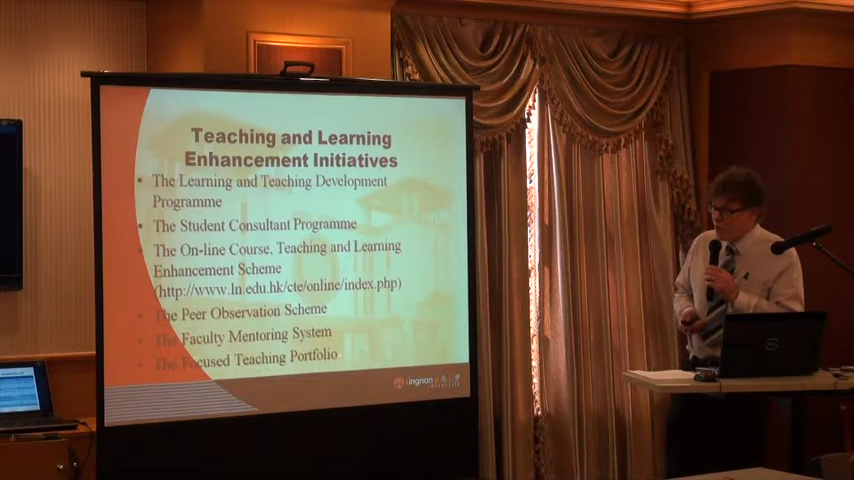 Teaching and Learning
Enhancement Initiatives
• The Learning and Teaching Development
Programme
• The Student Consultant Programme
• The On-line Course, Teaching and Learning
Enhancement Scheme
(http://www.ln.edu.hk/cte/online/index.php)
• The Peer Observation Scheme
• The Faculty Mentoring System
• The Focused Teaching Portfolio
Lingnan
DELL